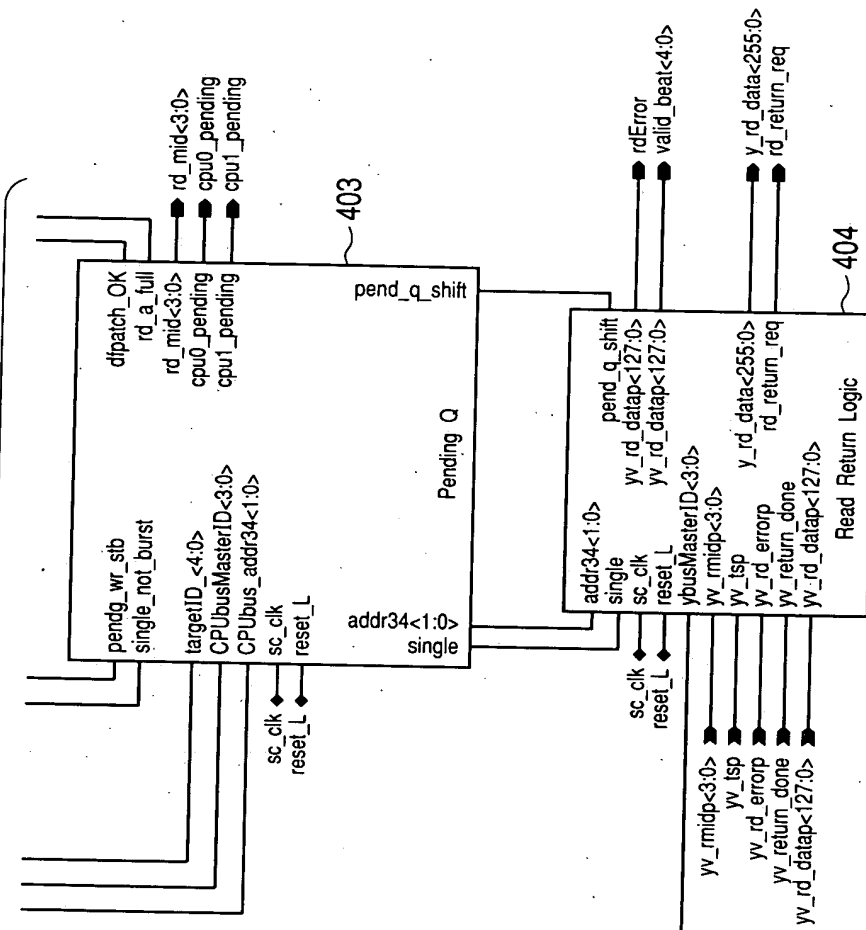 dfpatch_OK
rd_a_full
rd_mid<3:0>
cpu0_pending
cpu1_pending
rd_mid<3:0>
cpu0_pending
cpu1_pending
403
pend_q_shift
Pending Q
pendg_wr_stb
single_not_burst
targetID_<4:0>
CPUbusMasterID<3:0>
CPUbus_addr34<1:0>
sc_clk
reset_L
sc_clk
reset_L
addr34<1:0>
single
pend_q_shift
yv_rd_datap<127:0>
yv_rd_datap<127:0>
rdError
valid_beat<4:0>
y_rd_data<255:0>
rd_return_req
y_rd_data<255:0>
rd_return_req
404
addr34<1:0>
single
sc_clk
reset_L
sc_clk
reset_L
ybusMasterID<3:0>
yv_rmidp<3:0>
yv_tsp
yv_rd_errorp
yv_return_done
yv_rd_datap<127:0>
Read Return Logic
yv_rmidp<3:0>
yv_tsp
yv_rd_errorp
yv_return_done
yv_rd_datap<127:0>